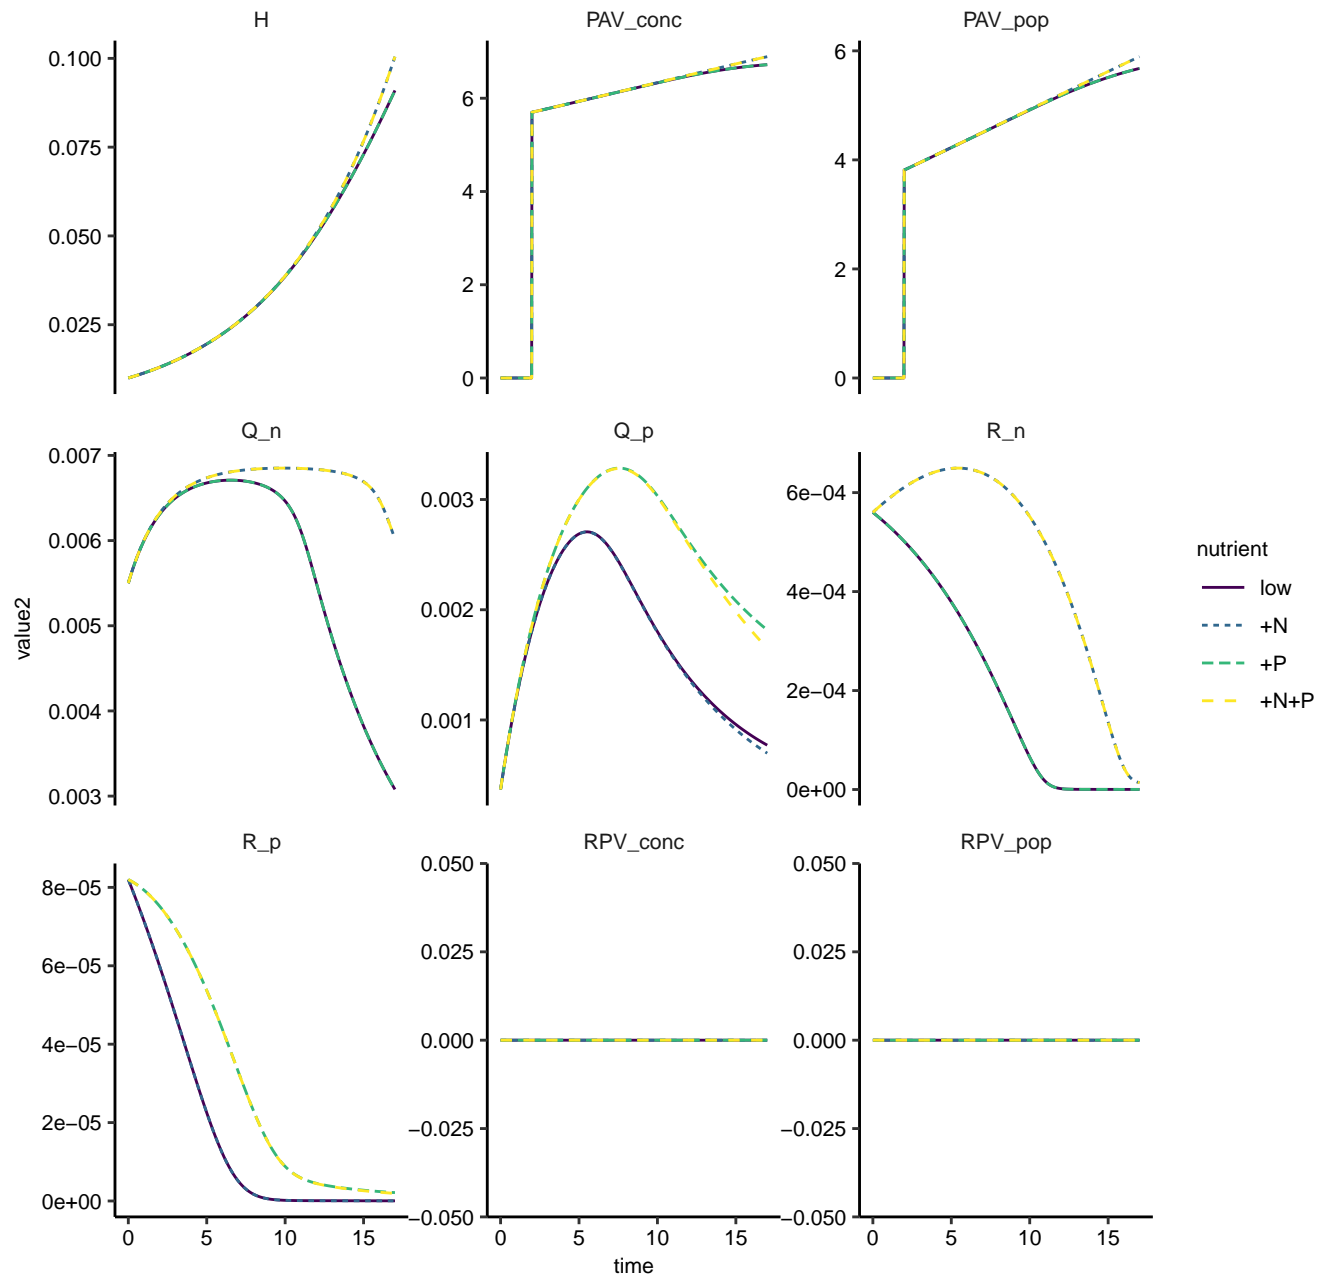 H
PAV_conc
PAV_pop
0.100
0.075
0.050
0.025
6
4
2
0
6
4
2
0
Q_n
Q_p
R_n
0.007
0.006
0.005
0.004
0.003
0.003
0.002
0.001
6e−04
4e−04
2e−04
0e+00
value2
nutrient
low
+N
+P
+N+P
R_p
RPV_conc
RPV_pop
8e−05
6e−05
4e−05
2e−05
0e+00
0.050
0.025
0.000
−0.025
−0.050
0.050
0.025
0.000
−0.025
−0.050
0 5 10 15
0 5 10 15
0 5 10 15
time